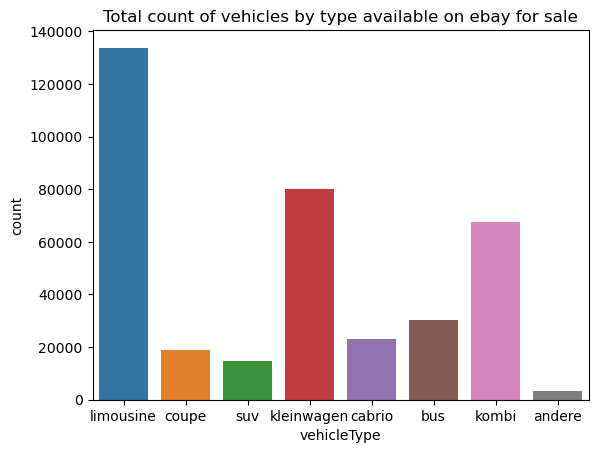 Total count of vehicles by type available on ebay for sale
140000
120000
100000
80000
60000
40000
20000
0
count
limousine coupe suv kleinwagen cabrio bus kombi andere
vehicleType